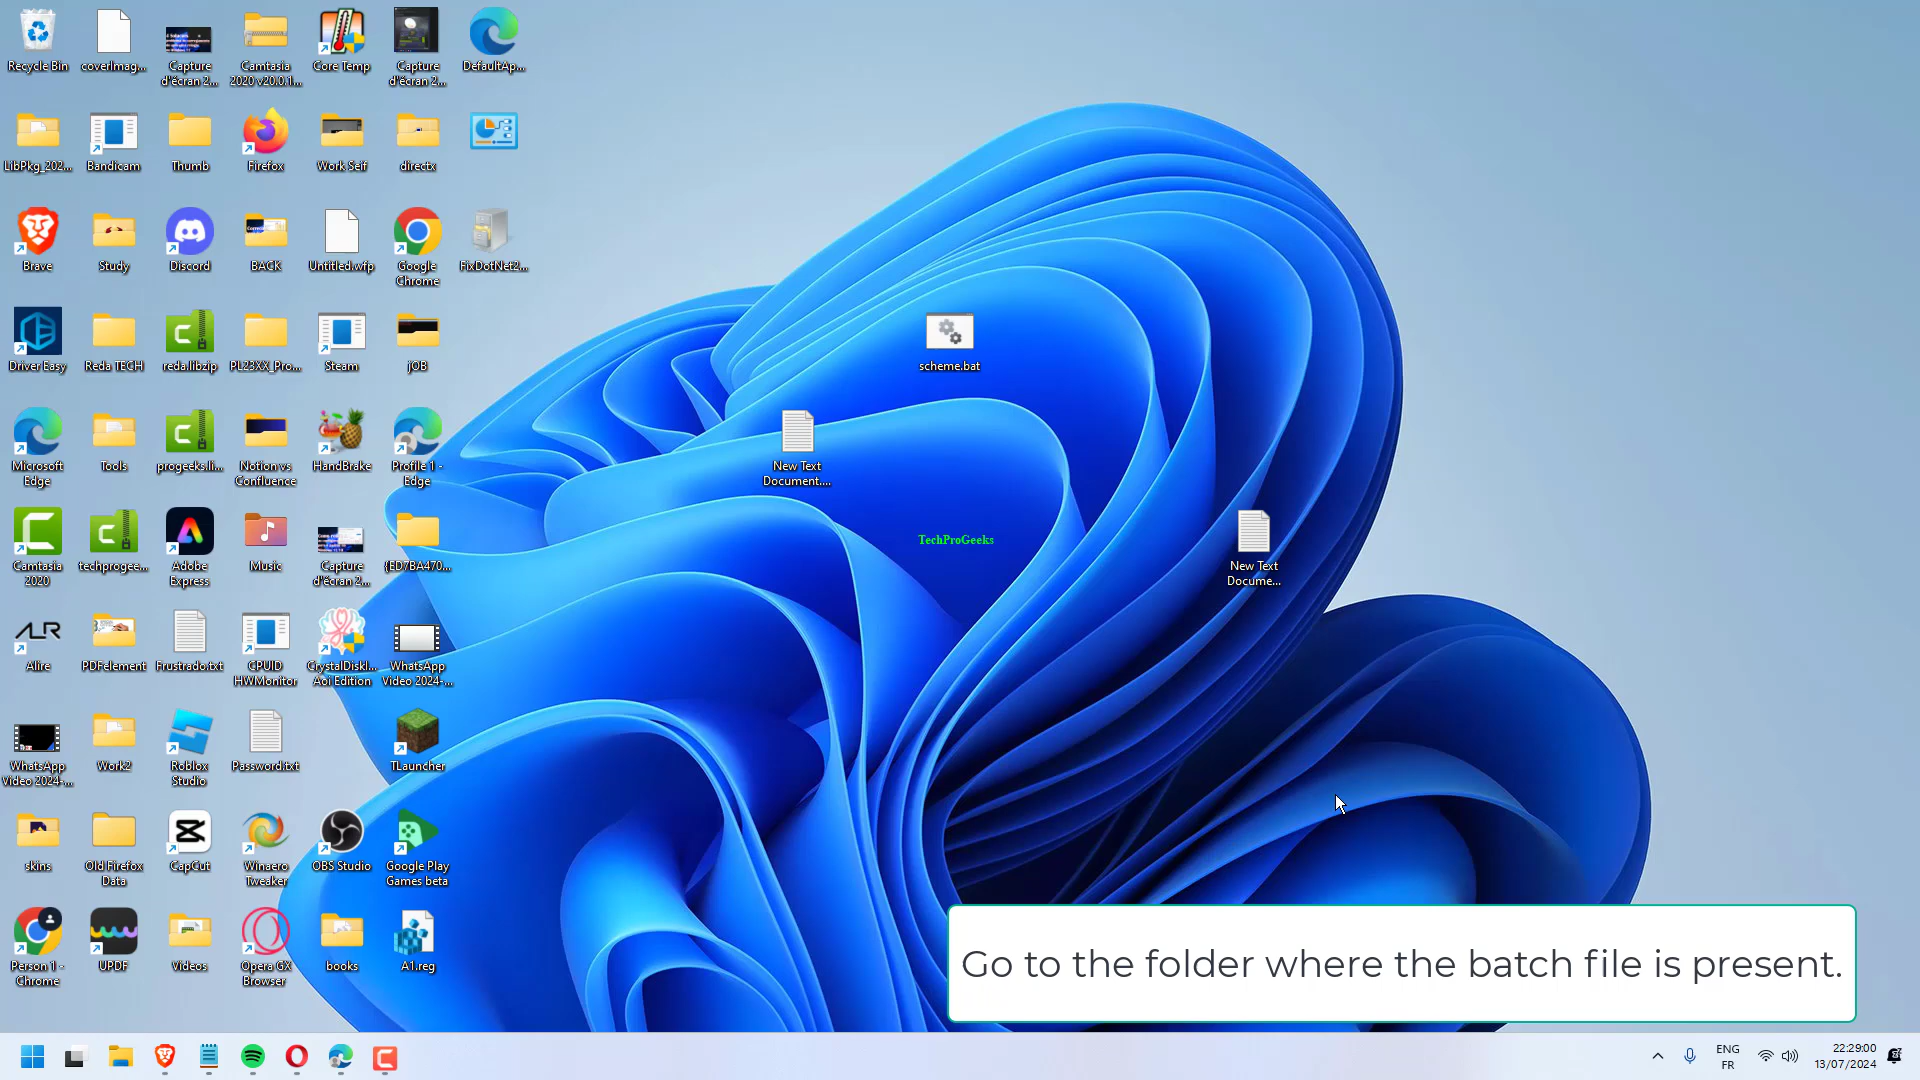 Recycle Bin
coverImag...
Capture
d'écran 2...
Camtasia
2020 v20.0.1...
Core Temp
Capture
d'écran 2...
DefaultAp...
LibPkg_202...
Bandicam
Thumb
Firefox
Work Seif
directx
Brave
Study
Discord
BACK
Untitled.wfp
Google
Chrome
FixDotNet2...
Driver Easy
Reda TECH
reda.libzip
PL23XX_Pro...
Steam
jOB
scheme.bat
Microsoft
Edge
Tools
progeeks.li...
Notion vs
Confluence
HandBrake
Profile 1 -
Edge
New Text
Document....
TechProGeeks
Camtasia
2020
techprogee...
Adobe
Express
Music
Capture
d'écran 2...
{ED7BA470...
New Text
Docume...
ALR
Alire
PDFelement
Frustrado.txt
CPUID
HWMonitor
CrystalDiskI...
Aoi Edition
WhatsApp
Video 2024-...
WhatsApp
Video 2024-...
Work2
Roblox
Studio
Password.txt
TLauncher
skins
Old Firefox
Data
CapCut
Winaero
Tweaker
OBS Studio
Google Play
Games beta
Person 1 -
Chrome
UPDF
Videos
Opera GX
Browser
books
A1.reg
Go to the folder where the batch file is present.
ENG
FR
22:29:00
13/07/2024